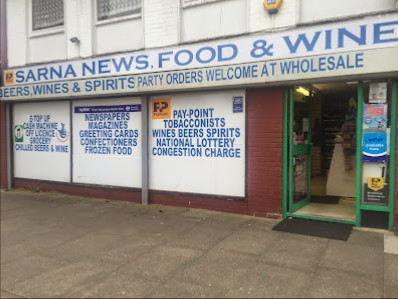 SARNA NEWS, FOOD & WINE
BEERS, WINES & SPIRITS PARTY ORDERS WELCOME AT WHOLESALE
E-TOP UP
CASH MACHINE
OFF LICENCE
GROCERY
CHILLED BEERS & WINE
NEWSPAPERS
MAGAZINES
GREETING CARDS
CONFECTIONERS
FROZEN FOOD
PAY-POINT
TOBACCONISTS
WINES BEERS SPIRITS
NATIONAL LOTTERY
CONGESTION CHARGE